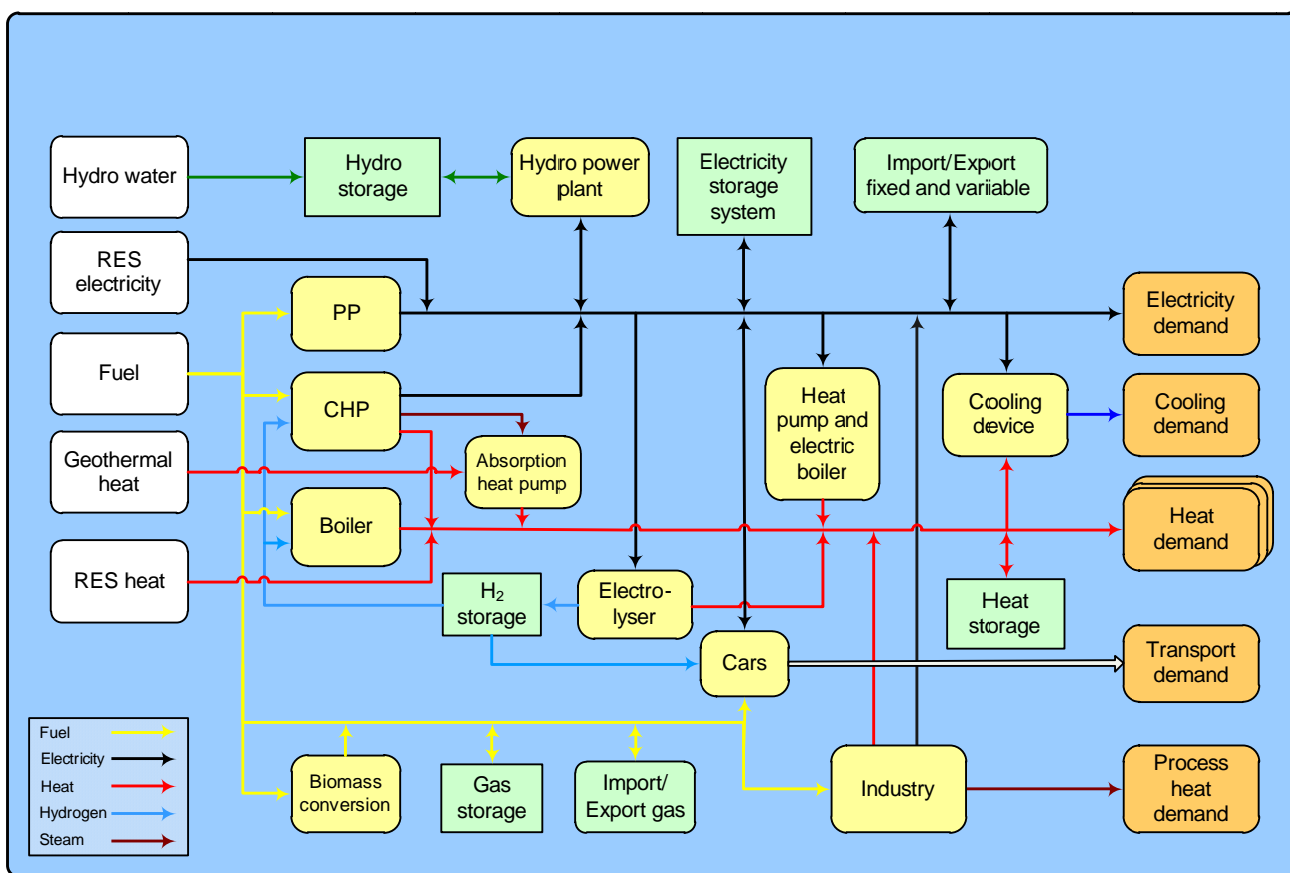 Hydro water
Hydro
storage
Hydro power
plant
Electricity
storage
system
Import/Export
fixed and variable
RES
electricity
PP
Electricity
demand
Fuel
CHP
Heat
pump and
electric
boiler
Cooling
device
Cooling
demand
Geothermal
heat
Absorption
heat pump
Boiler
Heat
demand
RES heat
H₂
storage
Electro-
lyser
Heat
storage
Cars
Transport
demand
Fuel
Electricity
Heat
Hydrogen
Steam
Biomass
conversion
Gas
storage
Import/
Export gas
Industry
Process
heat
demand